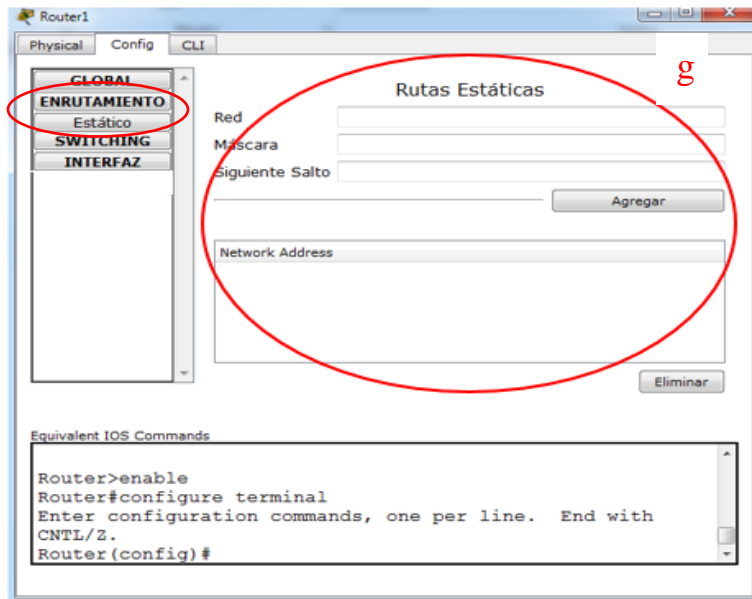 Router1
Physical Config CLI
g
GLOBAL
ENRUTAMIENTO
Estático
SWITCHING
INTERFAZ
Rutas Estáticas
Red
Máscara
Siguiente Salto
Agregar
Network Address
Eliminar
Equivalent IOS Commands
Router>enable
Router#configure terminal
Enter configuration commands, one per line. End with
CNTL/Z.
Router(config)#